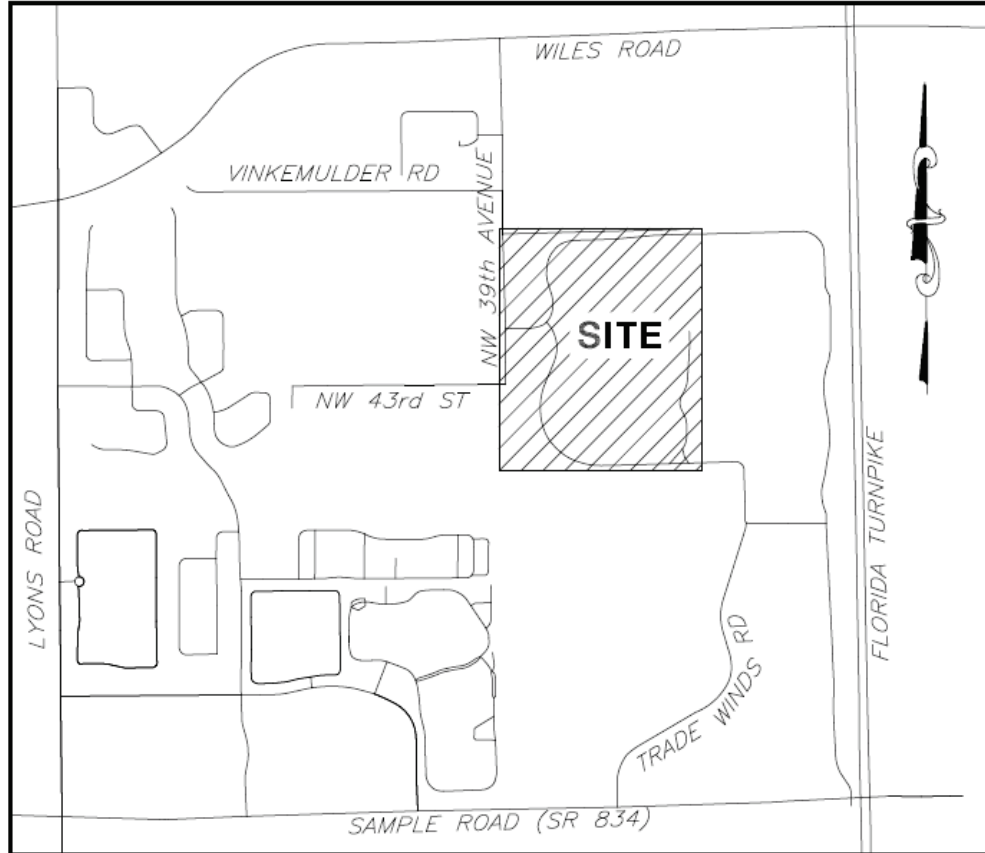 WILES ROAD
VINKEMULDER RD
NW 39th AVENUE
SITE
NW 43rd ST
LYONS ROAD
FLORIDA TURNPIKE
TRADE WINDS RD
SAMPLE ROAD (SR 834)